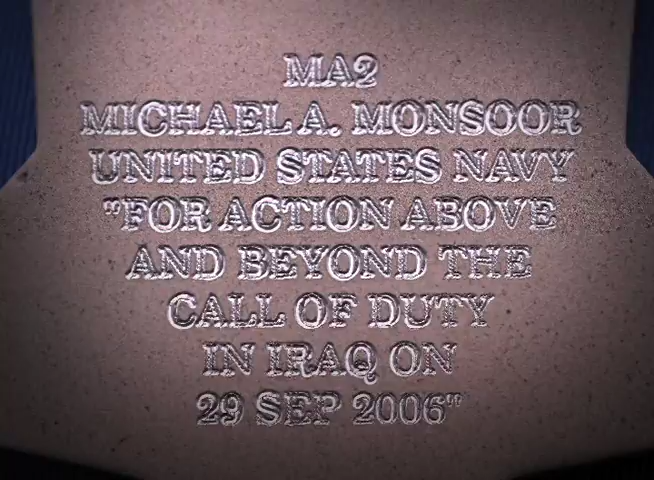 MA2
MICHAEL A. MONSOOR
UNITED STATES NAVY
"FOR ACTION ABOVE
AND BEYOND THE
CALL OF DUTY
IN IRAQ ON
29 SEP 2006"